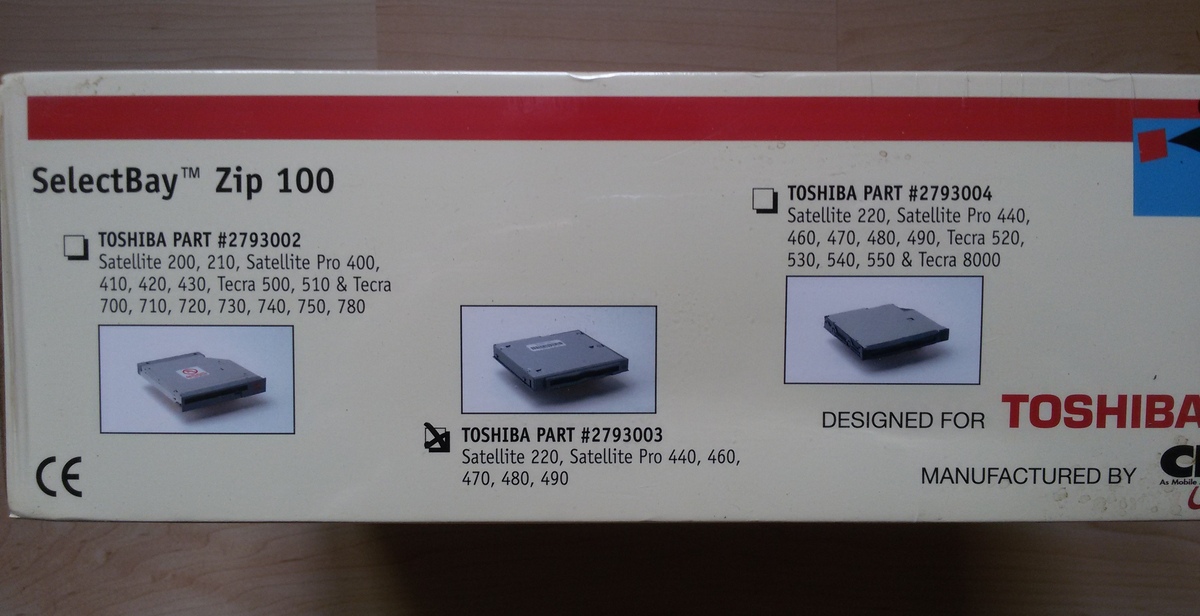 SelectBay™ Zip 100
TOSHIBA PART #2793002
Satellite 200, 210, Satellite Pro 400,
410, 420, 430, Tecra 500, 510 & Tecra
700, 710, 720, 730, 740, 750, 780
TOSHIBA PART #2793003
Satellite 220, Satellite Pro 440, 460,
470, 480, 490
TOSHIBA PART #2793004
Satellite 220, Satellite Pro 440,
460, 470, 480, 490, Tecra 520,
530, 540, 550 & Tecra 8000
DESIGNED FOR TOSHIBA
MANUFACTURED BY
As Mobile
CE